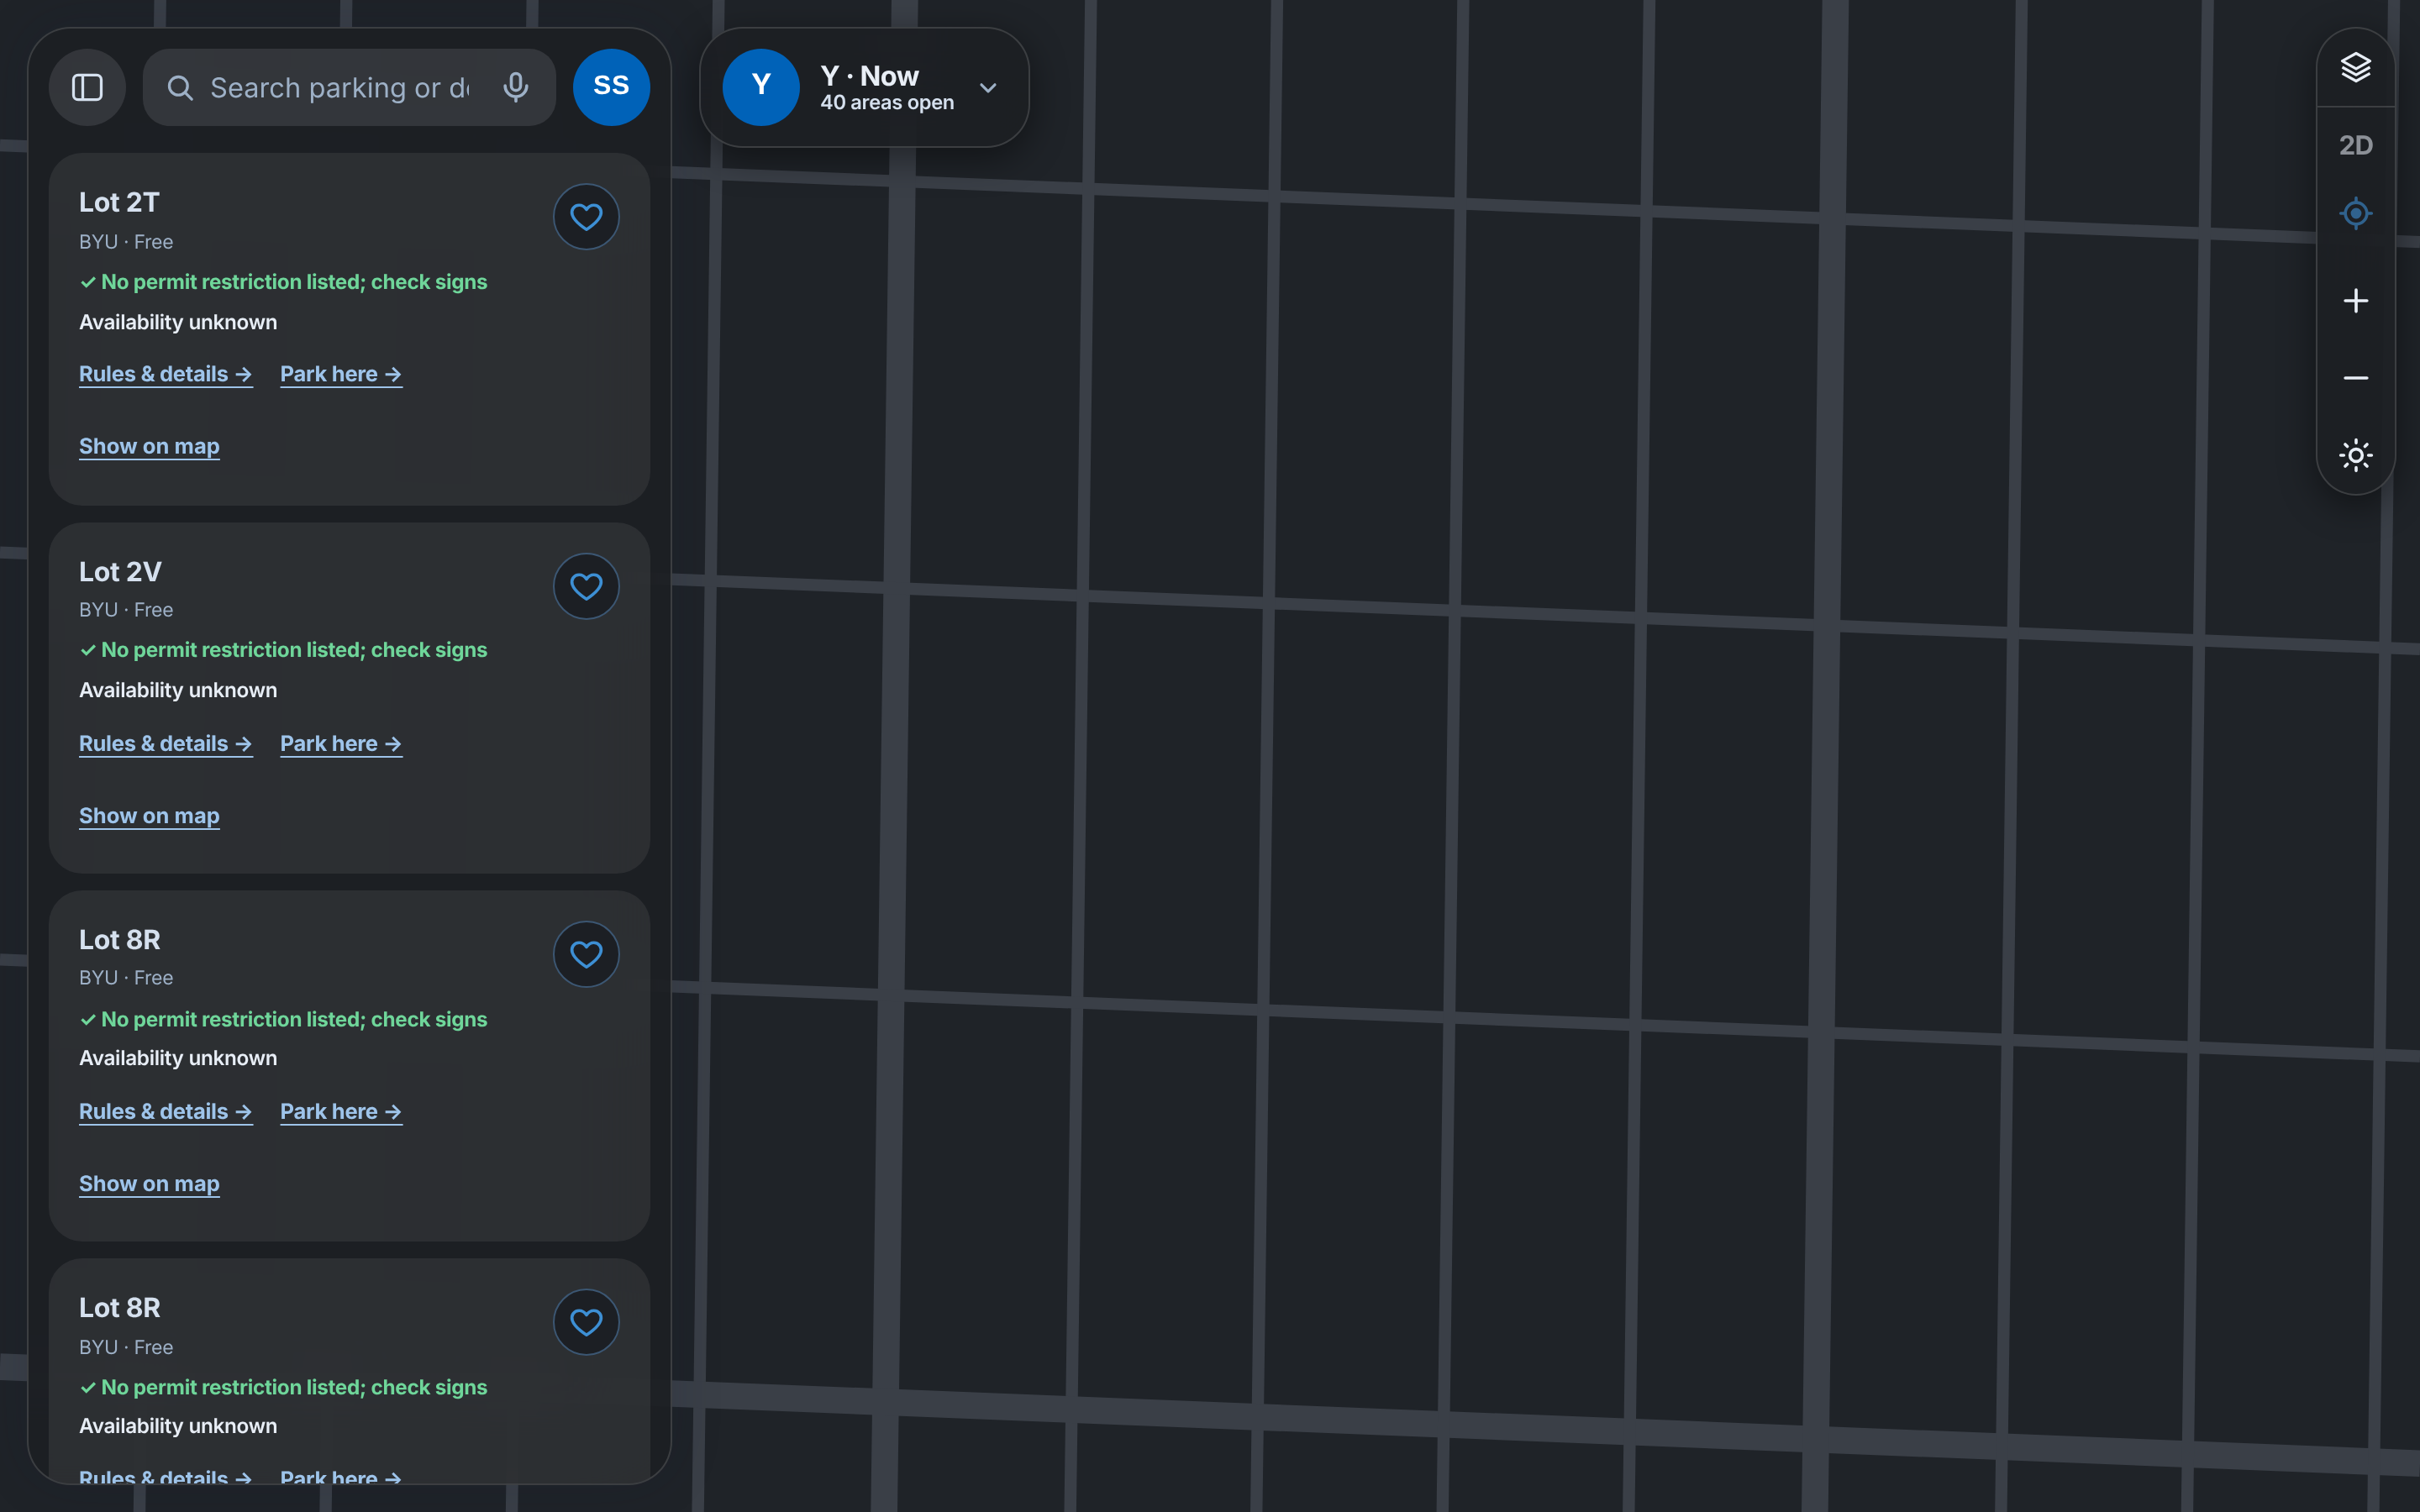 Search parking or de
SS
Y
Y · Now
40 areas open
2D
Lot 2T
BYU · Free
✓ No permit restriction listed; check signs
Availability unknown
Rules & details → Park here →
Show on map
Lot 2V
BYU · Free
✓ No permit restriction listed; check signs
Availability unknown
Rules & details → Park here →
Show on map
Lot 8R
BYU · Free
✓ No permit restriction listed; check signs
Availability unknown
Rules & details → Park here →
Show on map
Lot 8R
BYU · Free
✓ No permit restriction listed; check signs
Availability unknown
Rules & details → Park here →